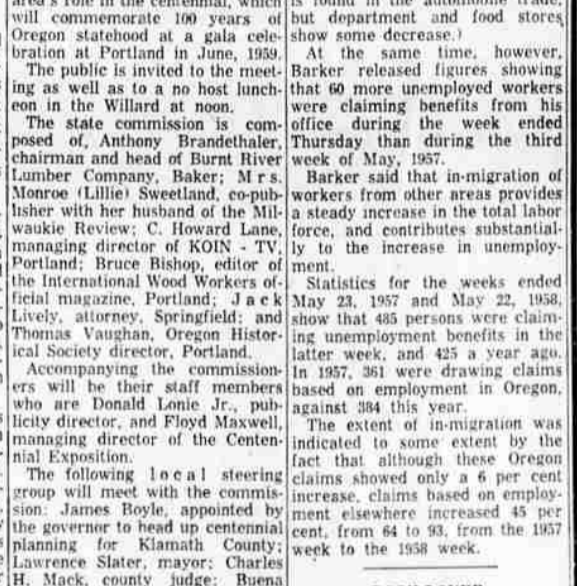 area's role in the centennial, which
will commemorate 100 years of
Oregon statehood at a gala cele-
bration at Portland in June, 1959.
The public is invited to the meet-
ing as well as to a no host lunch-
eon in the Willard at noon.
The state commission is com-
posed of, Anthony Brandethaler,
chairman and head of Burnt River
Lumber Company, Baker; Mrs.
Monroe (Lillie) Sweetland, co-pub-
lisher with her husband of the Mil-
waukie Review; C. Howard Lane,
managing director of KOIN - TV,
Portland; Bruce Bishop, editor of
the International Wood Workers of-
ficial magazine, Portland; Jack
Lively, attorney, Springfield; and
Thomas Vaughan, Oregon Histor-
ical Society director, Portland.
Accompanying the commission-
ers will be their staff members
who are Donald Lonie Jr., pub-
licity director, and Floyd Maxwell,
managing director of the Centen-
nial Exposition.
The following local steering
group will meet with the commis-
sion: James Boyle, appointed by
the governor to head up centennial
planning for Klamath County;
Lawrence Slater, mayor; Charles
H. Mack, county judge; Buena
is found in the automobile trade,
but department and food stores
show some decrease.)
At the same time, however,
Barker released figures showing
that 60 more unemployed workers
were claiming benefits from his
office during the week ended
Thursday than during the third
week of May, 1957.
Barker said that in-migration of
workers from other areas provides
a steady increase in the total labor
force, and contributes substantial-
ly to the increase in unemploy-
ment.
Statistics for the weeks ended
May 23, 1957 and May 22, 1958,
show that 485 persons were claim-
ing unemployment benefits in the
latter week, and 425 a year ago.
In 1957, 361 were drawing claims
based on employment in Oregon,
against 384 this year.
The extent of in-migration was
indicated to some extent by the
fact that although these Oregon
claims showed only a 6 per cent
increase, claims based on employ-
ment elsewhere increased 45 per
cent, from 64 to 93, from the 1957
week to the 1958 week.